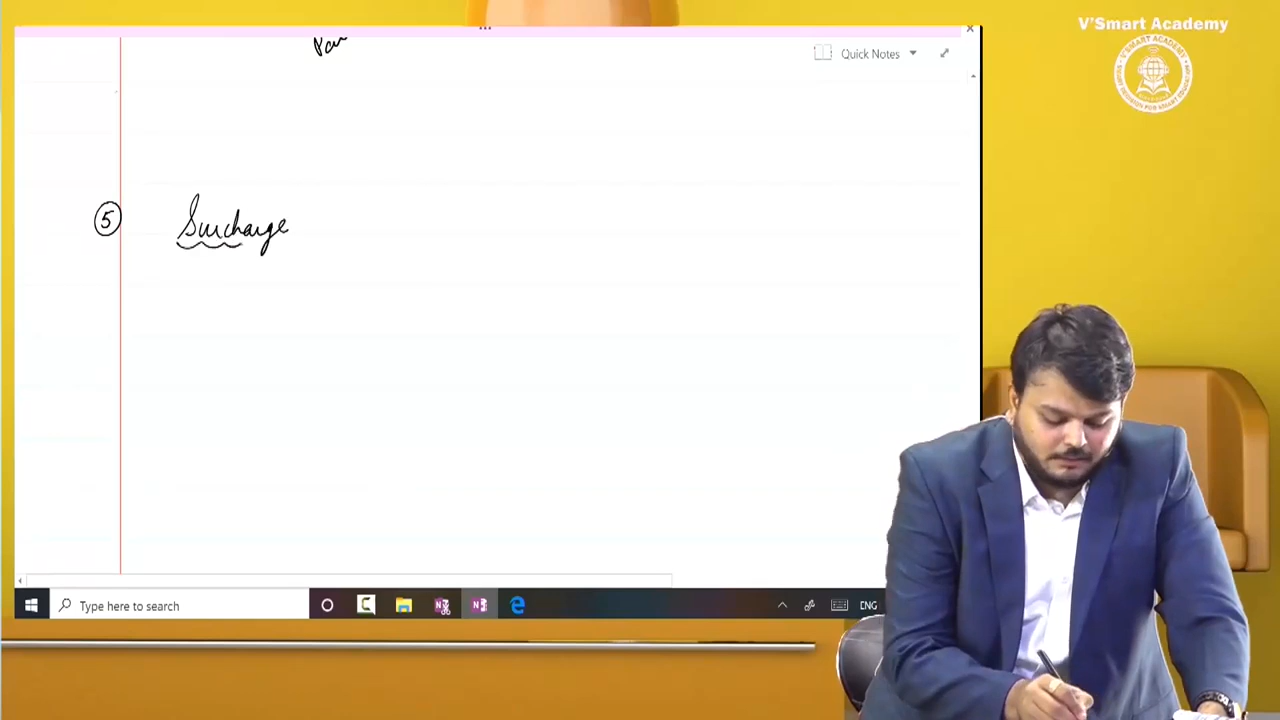 V'Smart Academy
Quick Notes
5 Surcharge
Type here to search
ENG